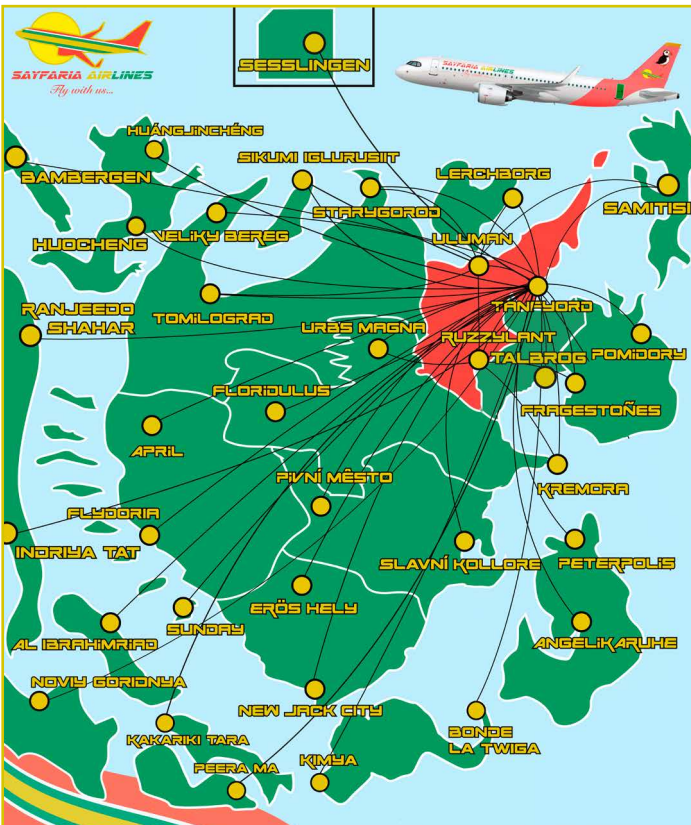 SAYFARIA AIRLINES
Fly with us...
SAYFARIA AIRLINES
SESSLINGEN
HUÁNGJINCHÉNG
SIKUMI IGLURUSIIT
BAMBERGEN
LERCHBORG
STARYGOROD
SAMITISI
HUOCHENG
VELIKY BEREG
ULUMAN
RANJEEDO
SHAHAR
TOMILOGRAD
TANFYORD
URBS MAGNA
RUZZYLANT
TALBROG
POMIDORY
FLORIDULUS
FRAGESTOÑES
APRIL
PIVNÍ MÊSTO
KREMORA
FLYDORIA
INDRIYA TAT
SLAVNÍ KOLLORE
PETERPOLIS
ERÖS HELY
SUNDAY
AL IBRAHIMRIAD
ANGELIKARUHE
NOVIY GORIDNYA
NEW JACK CITY
KAKARIKI TARA
BONDE
LA TWIGA
PEERA MA
KIMYA